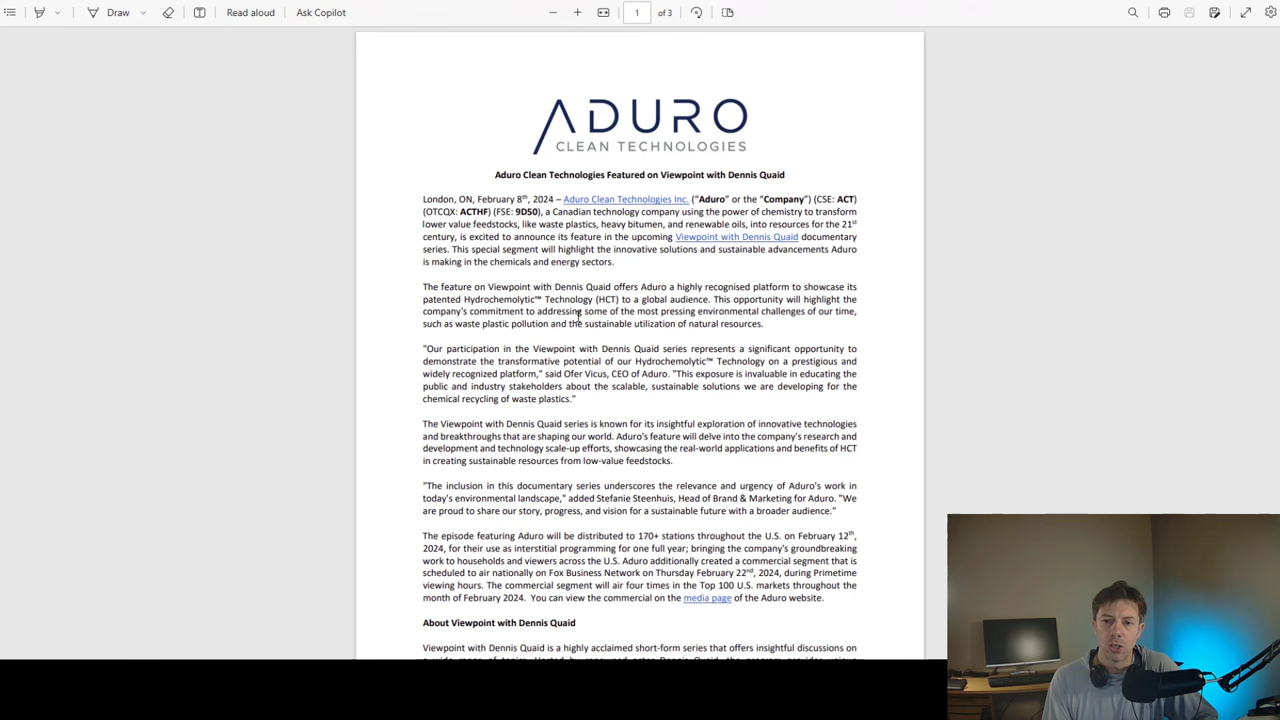 Draw
Read aloud
Ask Copilot
1
of 3
ADURO
CLEAN TECHNOLOGIES
Aduro Clean Technologies Featured on Viewpoint with Dennis Quaid
London, ON, February 8th, 2024 – Aduro Clean Technologies Inc. (“Aduro” or the “Company”) (CSE: ACT)
(OTCQX: ACTHF) (FSE: 9D50), a Canadian technology company using the power of chemistry to transform
lower value feedstocks, like waste plastics, heavy bitumen, and renewable oils, into resources for the 21st
century, is excited to announce its feature in the upcoming Viewpoint with Dennis Quaid documentary
series. This special segment will highlight the innovative solutions and sustainable advancements Aduro
is making in the chemicals and energy sectors.
The feature on Viewpoint with Dennis Quaid offers Aduro a highly recognised platform to showcase its
patented Hydrochemolytic™ Technology (HCT) to a global audience. This opportunity will highlight the
company's commitment to addressing some of the most pressing environmental challenges of our time,
such as waste plastic pollution and the sustainable utilization of natural resources.
"Our participation in the Viewpoint with Dennis Quaid series represents a significant opportunity to
demonstrate the transformative potential of our Hydrochemolytic™ Technology on a prestigious and
widely recognized platform," said Ofer Vicus, CEO of Aduro. "This exposure is invaluable in educating the
public and industry stakeholders about the scalable, sustainable solutions we are developing for the
chemical recycling of waste plastics."
The Viewpoint with Dennis Quaid series is known for its insightful exploration of innovative technologies
and breakthroughs that are shaping our world. Aduro's feature will delve into the company's research and
development and technology scale-up efforts, showcasing the real-world applications and benefits of HCT
in creating sustainable resources from low-value feedstocks.
"The inclusion in this documentary series underscores the relevance and urgency of Aduro's work in
today's environmental landscape," added Stefanie Steenhuis, Head of Brand & Marketing for Aduro. "We
are proud to share our story, progress, and vision for a sustainable future with a broader audience."
The episode featuring Aduro will be distributed to 170+ stations throughout the U.S. on February 12th,
2024, for their use as interstitial programming for one full year; bringing the company's groundbreaking
work to households and viewers across the U.S. Aduro additionally created a commercial segment that is
scheduled to air nationally on Fox Business Network on Thursday February 22nd, 2024, during Primetime
viewing hours. The commercial segment will air four times in the Top 100 U.S. markets throughout the
month of February 2024. You can view the commercial on the media page of the Aduro website.
About Viewpoint with Dennis Quaid
Viewpoint with Dennis Quaid is a highly acclaimed short-form series that offers insightful discussions on